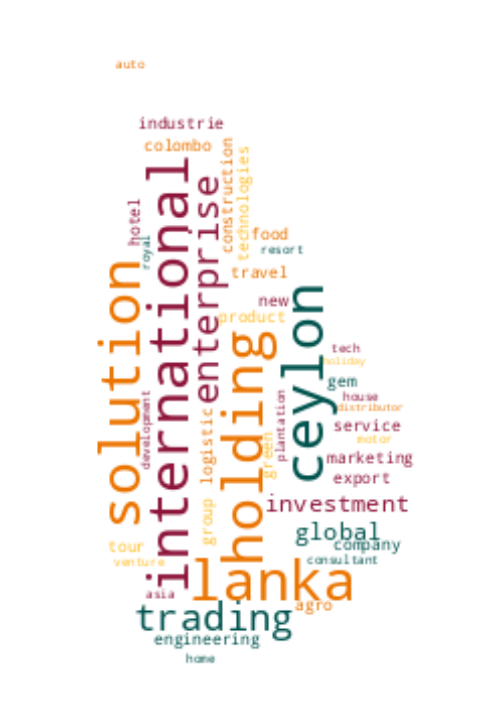 auto
industrie
colombo
construction
technologies
hotel
royal
food
resort
travel
international
enterprise
new
product
solution
holding
ceylon
tech
holiday
gem
house
distributor
development
logistic
green
plantation
service
motor
marketing
export
group
investment
global
company
tour
venture
consultant
lanka
asia
agro
trading
engineering
home